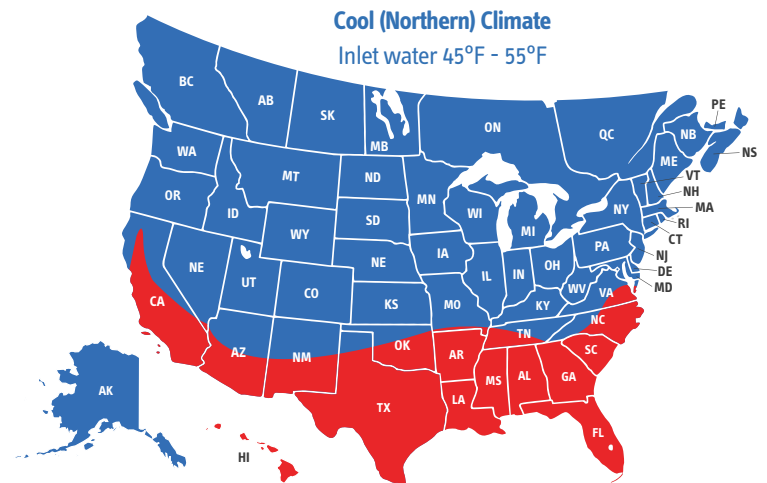 Cool (Northern) Climate
Inlet water 45°F - 55°F
BC
AB
SK
MB
ON
QC
PE
NB
NS
ME
WA
MT
ND
MN
VT
NH
OR
ID
SD
WI
MI
NY
MA
RI
CT
WY
IA
PA
NJ
NE
NE
IL
IN
OH
DE
UT
CO
KS
MO
WV
VA
MD
KY
CA
NC
TN
AZ
NM
OK
AR
SC
MS
AL
GA
AK
TX
LA
FL
HI